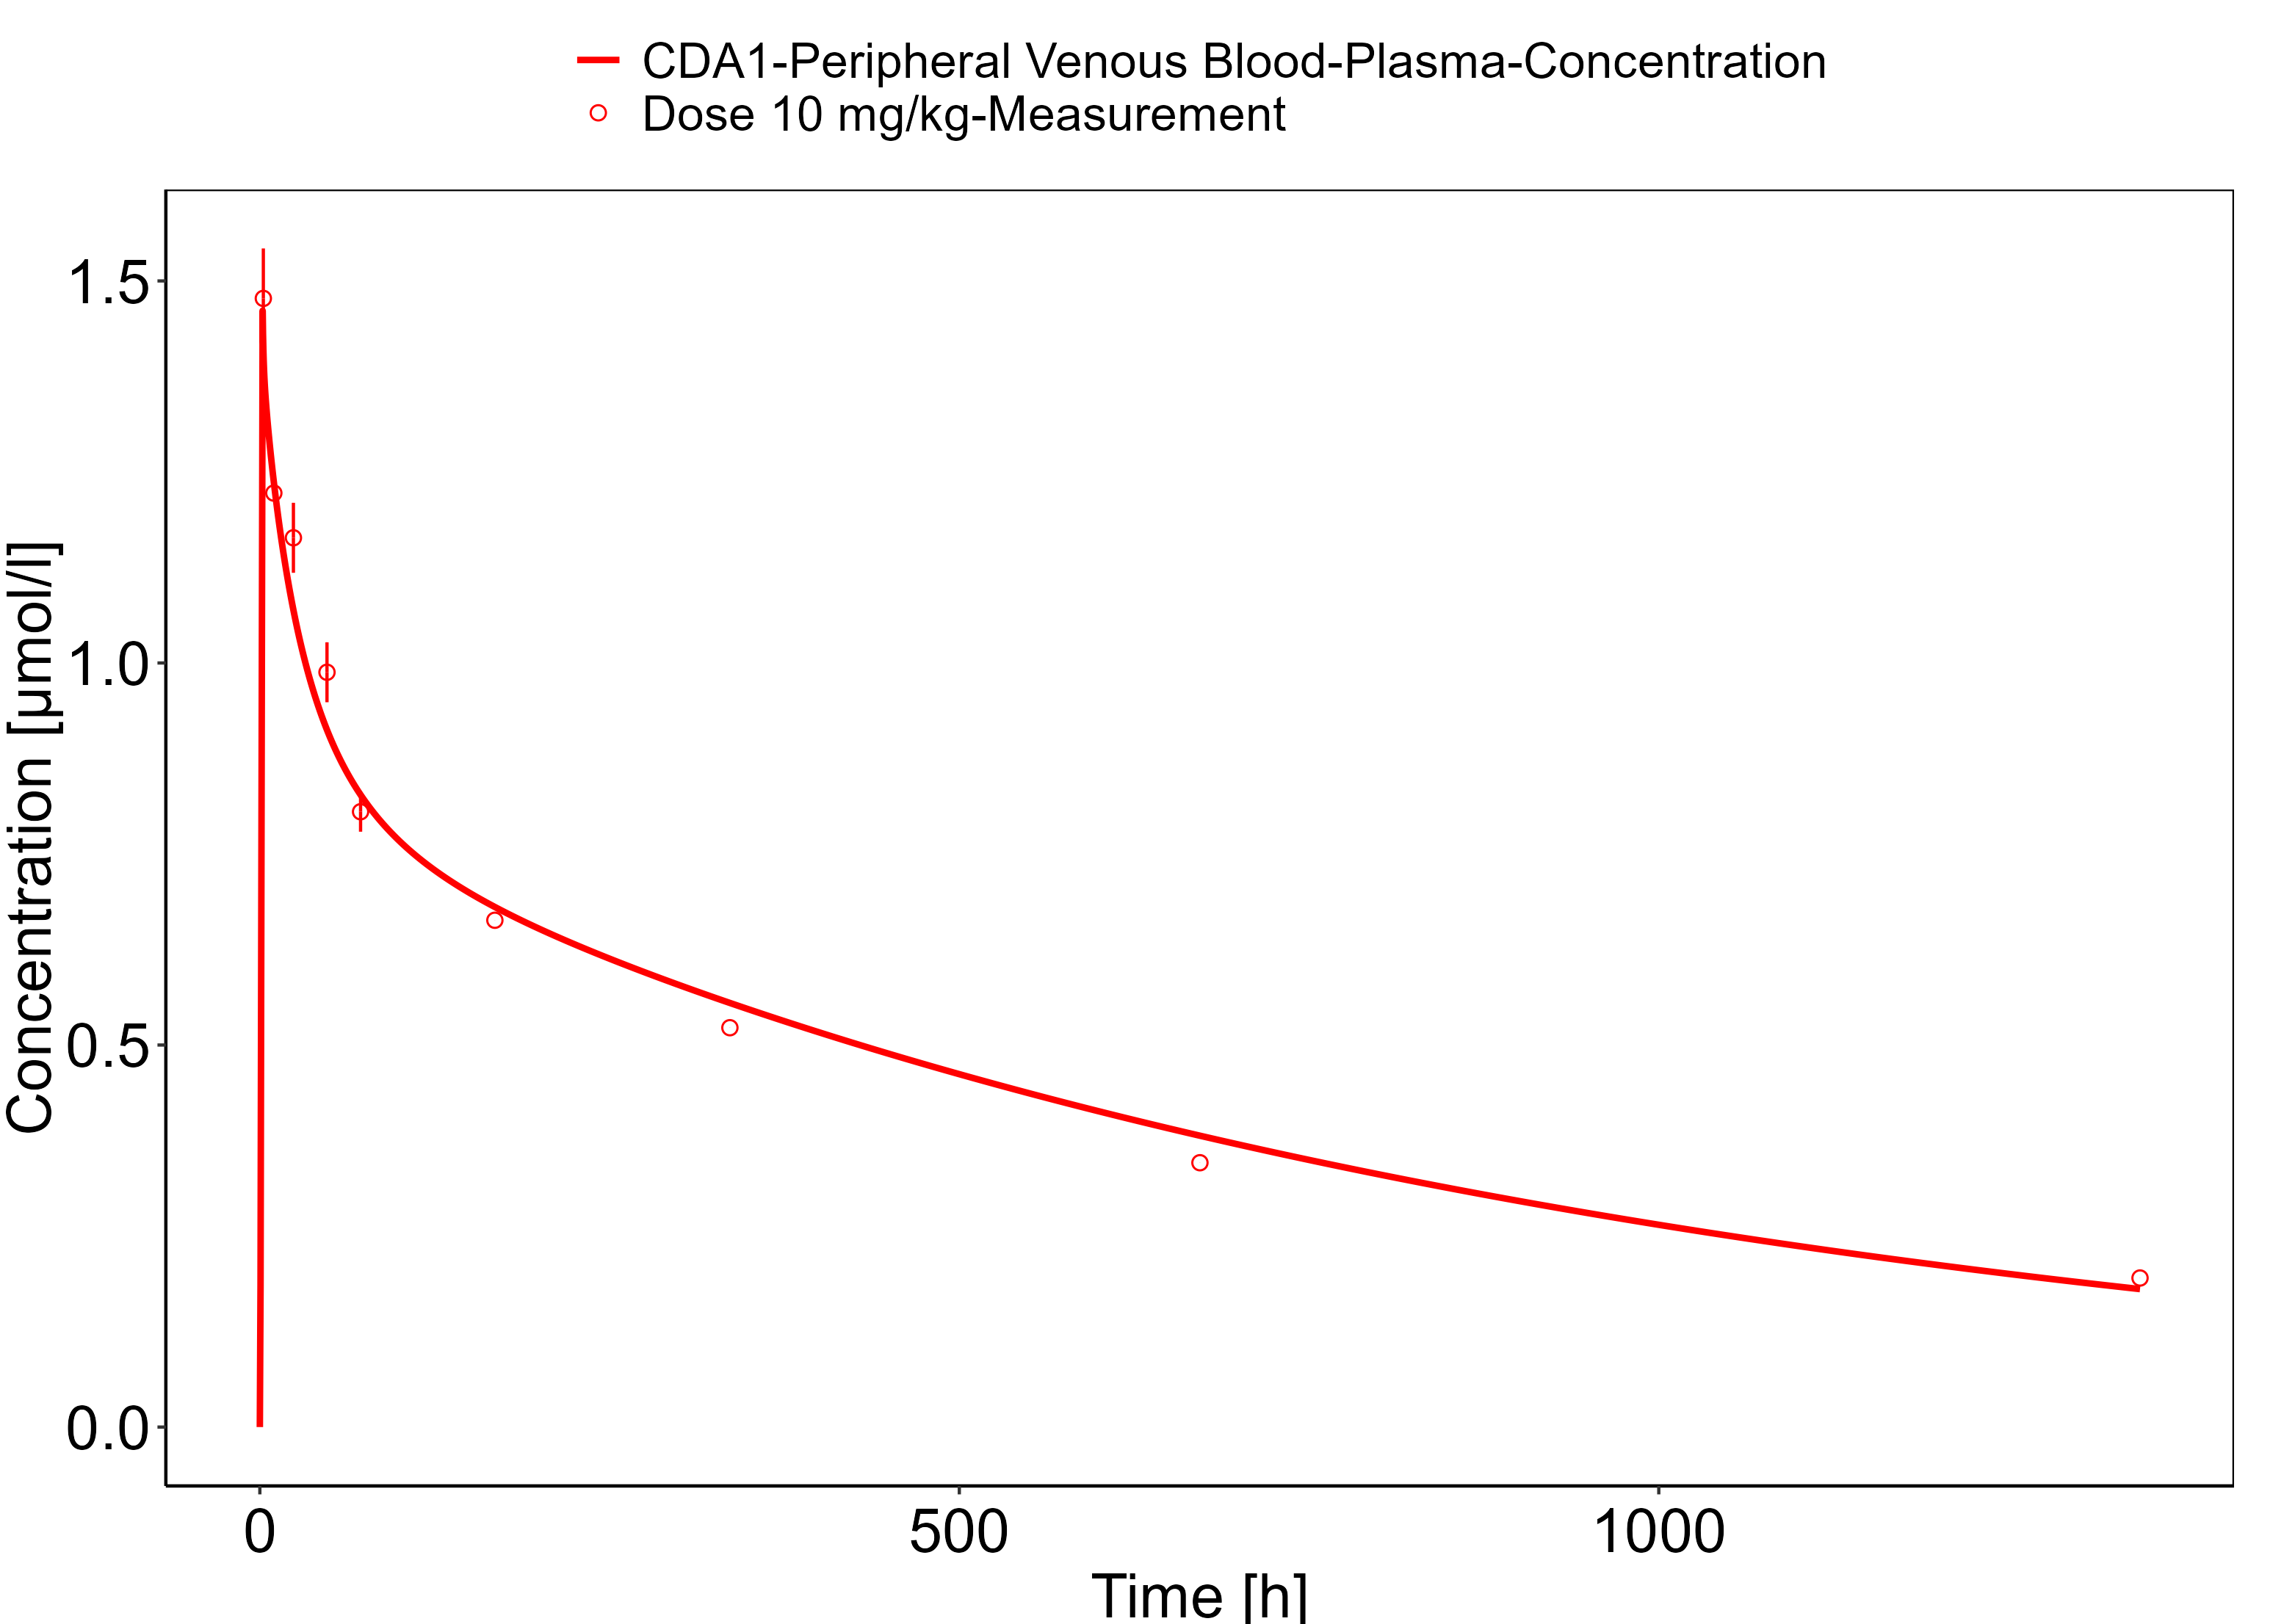 CDA1-Peripheral Venous Blood-Plasma-Concentration
Dose 10 mg/kg-Measurement
Concentration [µmol/l]
1.5
1.0
0.5
0.0
0
500
1000
Time [h]